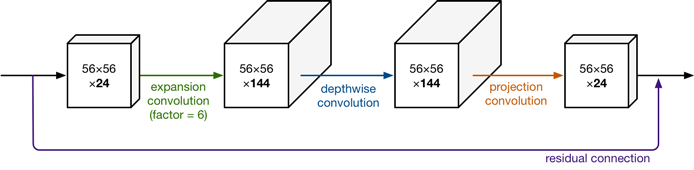 56×56
×24
expansion
convolution
(factor = 6)
56×56
×144
depthwise
convolution
56×56
×144
projection
convolution
56×56
×24
residual connection